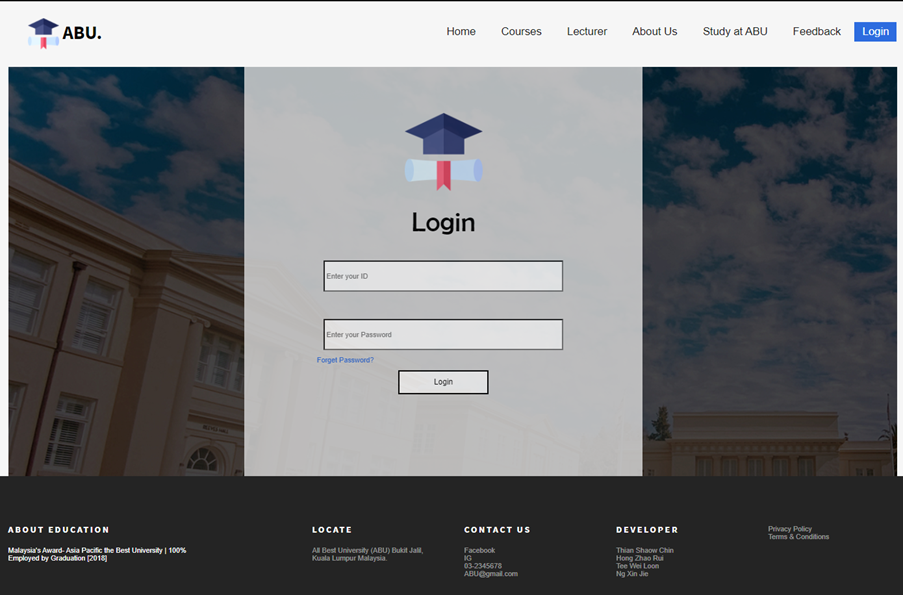 ABU.
Home Courses Lecturer About Us Study at ABU Feedback Login
Login
Enter your ID
Enter your Password
Forget Password?
Login
ABOUT EDUCATION
Malaysia's Award- Asia Pacific the Best University | 100%
Employed by Graduation [2018]
LOCATE
All Best University (ABU) Bukit Jalil,
Kuala Lumpur Malaysia.
CONTACT US
Facebook
IG
03-2345678
ABU@gmail.com
DEVELOPER
Thian Shaow Chin
Hong Zhao Rui
Tee Wei Loon
Ng Xin Jie
Privacy Policy
Terms & Conditions